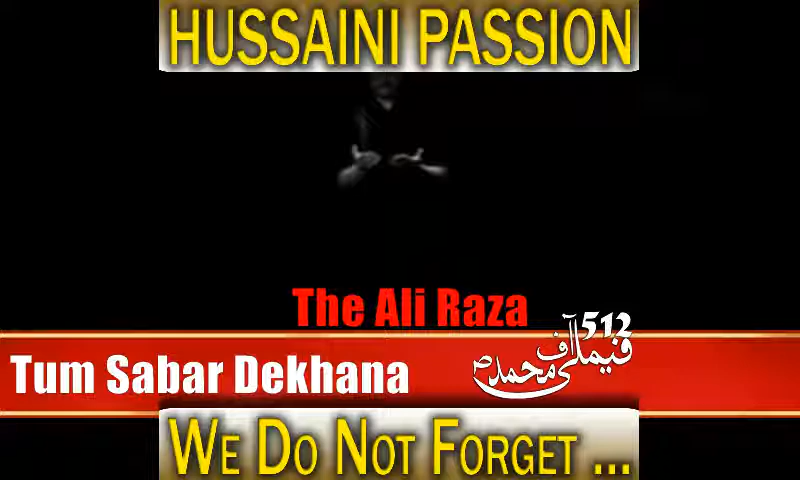 HUSSAINI PASSION
The Ali Raza
512
فیملی آف محمدؐ
Tum Sabar Dekhana
WE DO NOT FORGET ...